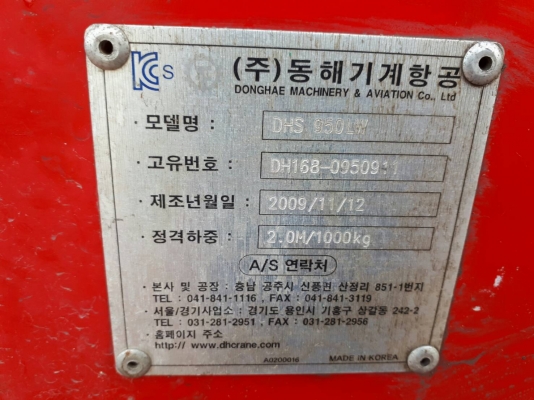 KCs (주)동해기계항공
DONGHAE MACHINERY & AVIATION Co., Ltd
· 모델명 : DHS 950LW
· 고유번호 : DH168-0950911
· 제조년월일 : 2009/11/12
· 정격하중 : 2.0M/1000kg
A/S 연락처
· 본사 및 공장 : 충남 공주시 신풍권 산정리 851-1번지
TEL : 041-841-1116, FAX : 041-841-3119
· 서울/경기사업소 : 경기도 용인시 기흥구 상갈동 242-2
TEL : 031-281-2951, FAX : 031-281-2956
· 홈페이지 주소
http:// www.dhcrane.com
A0200016 MADE IN KOREA